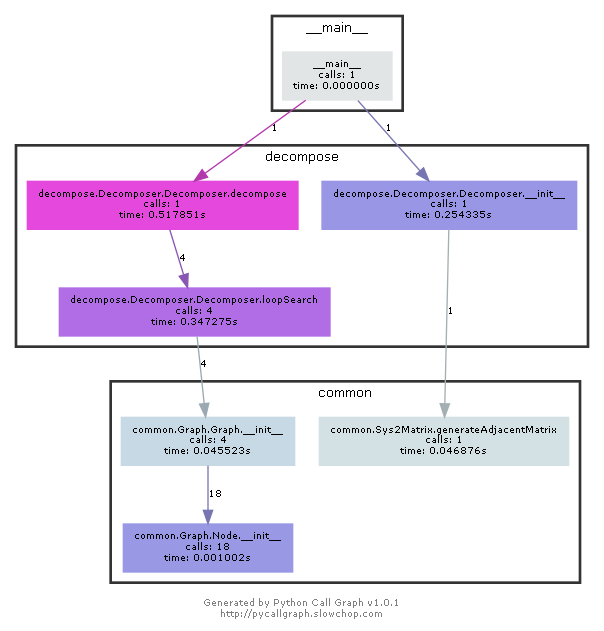 __main__
__main__
calls: 1
time: 0.000000s
1
1
decompose
decompose.Decomposer.Decomposer.decompose
calls: 1
time: 0.517851s
decompose.Decomposer.Decomposer.__init__
calls: 1
time: 0.254335s
4
decompose.Decomposer.Decomposer.loopSearch
calls: 4
time: 0.347275s
1
4
common
common.Graph.Graph.__init__
calls: 4
time: 0.045523s
common.Sys2Matrix.generateAdjacentMatrix
calls: 1
time: 0.046876s
18
common.Graph.Node.__init__
calls: 18
time: 0.001002s
Generated by Python Call Graph v1.0.1
http://pycallgraph.slowchop.com